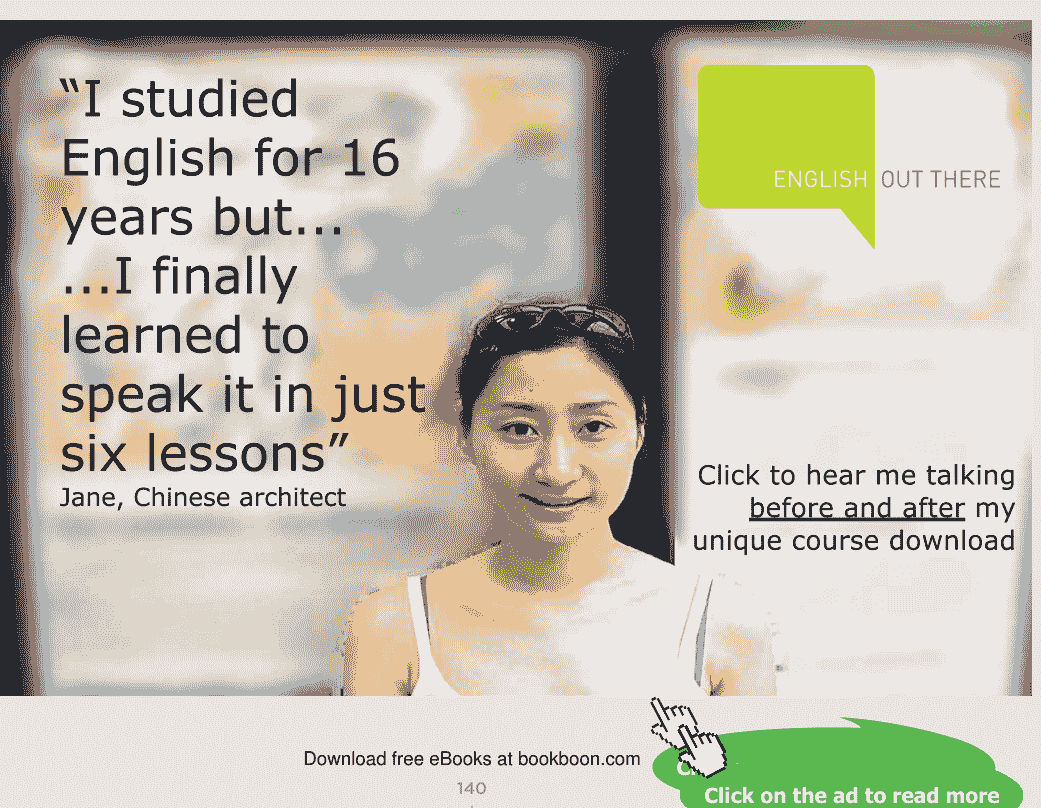 “I studied
English for 16
years but...
...I finally
learned to
speak it in just
six lessons”
Jane, Chinese architect
ENGLISH OUT THERE
Click to hear me talking
before and after my
unique course download
Download free eBooks at bookboon.com
140
Click on the ad to read more